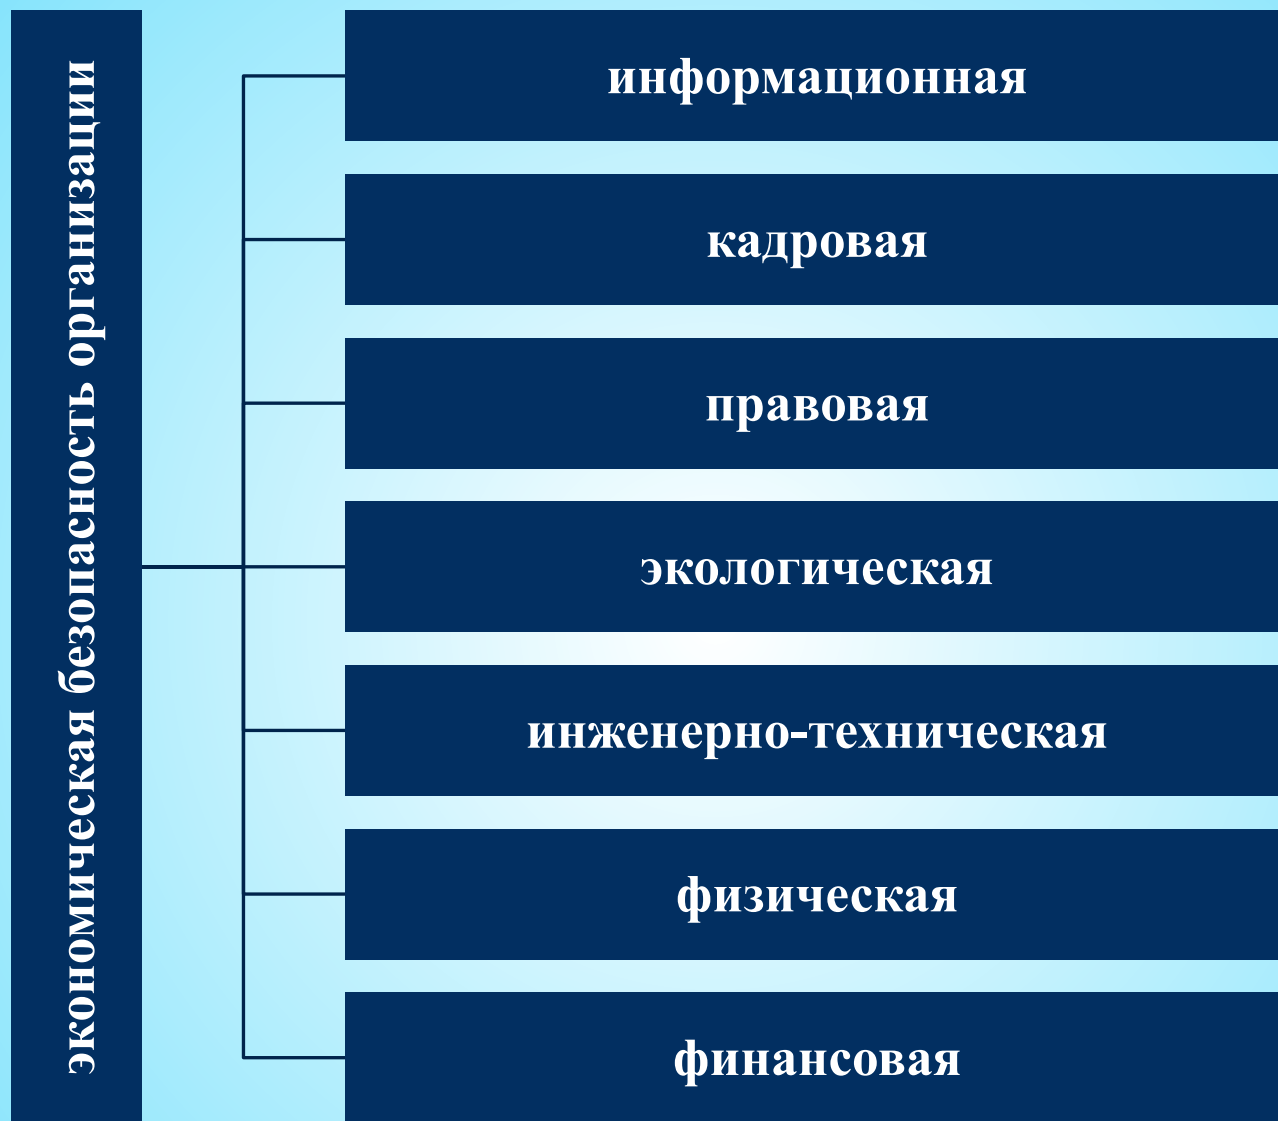 экономическая безопасность организации
информационная
кадровая
правовая
экологическая
инженерно-техническая
физическая
финансовая